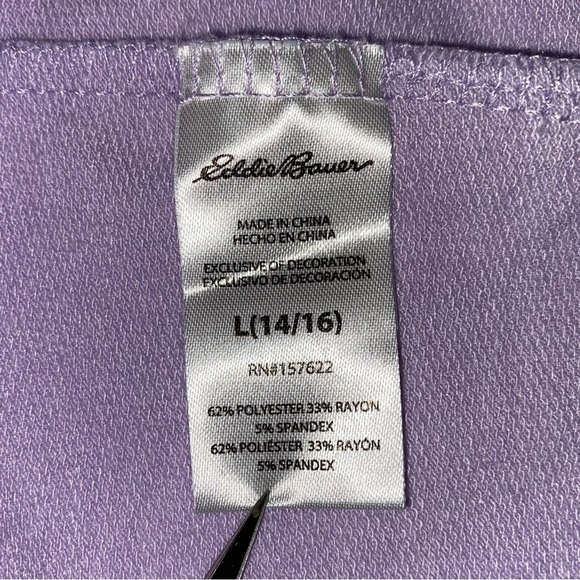 Eddie Bauer
MADE IN CHINA
HECHO EN CHINA
EXCLUSIVE OF DECORATION
EXCLUSIVO DE DECORACIÓN
L(14/16)
RN#157622
62% POLYESTER 33% RAYON
5% SPANDEX
62% POLIÉSTER 33% RAYÓN
5% SPANDEX